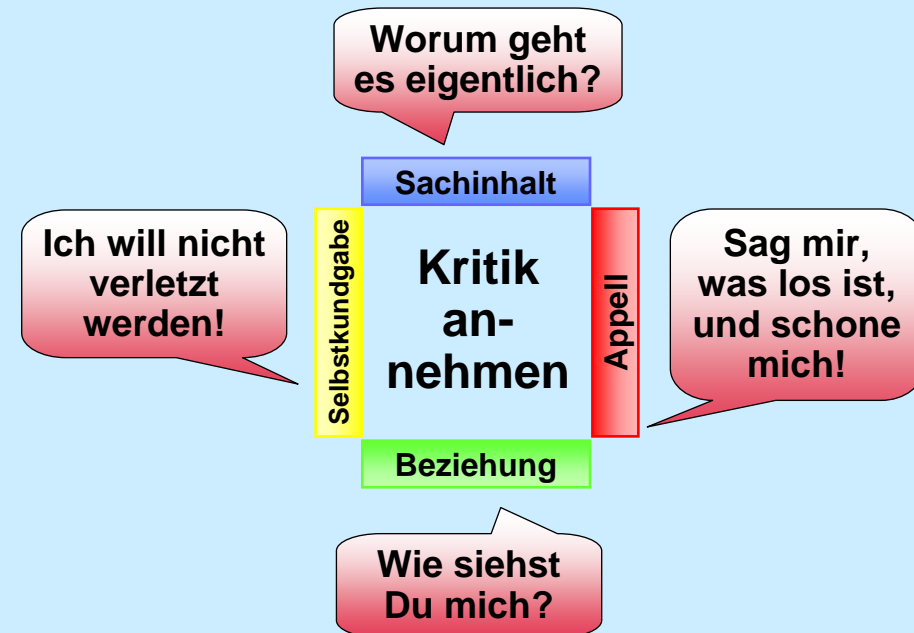 Worum geht
es eigentlich?
Sachinhalt
Ich will nicht
verletzt
werden!
Selbstkundgabe
Kritik
an-
nehmen
Appell
Sag mir,
was los ist,
und schone
mich!
Beziehung
Wie siehst
Du mich?